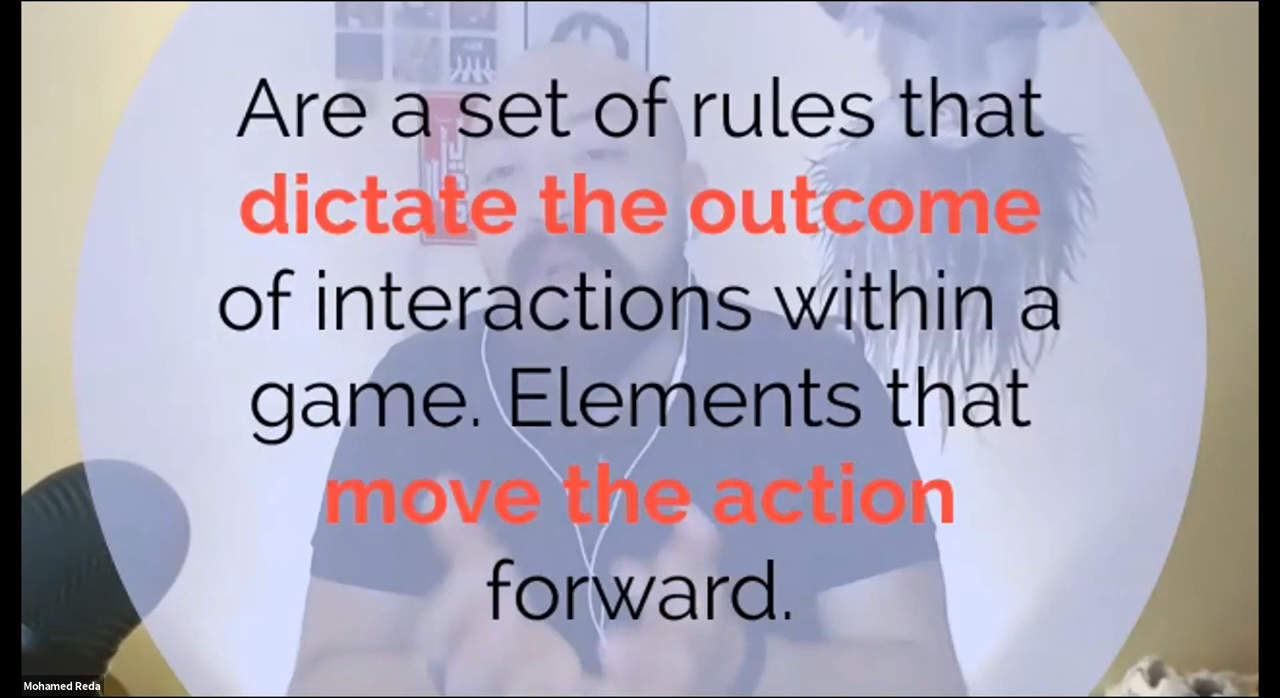 Are a set of rules that
dictate the outcome
of interactions within a
game. Elements that
move the action
forward.
Mohamed Reda